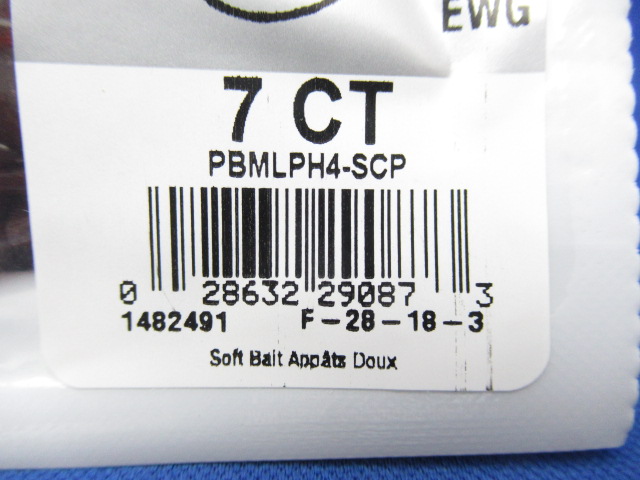 EWG
7 CT
PBMLPH4-SCP
0 28632 29087 3
1482491 F-28-18-3
Soft Bait Appâts Doux